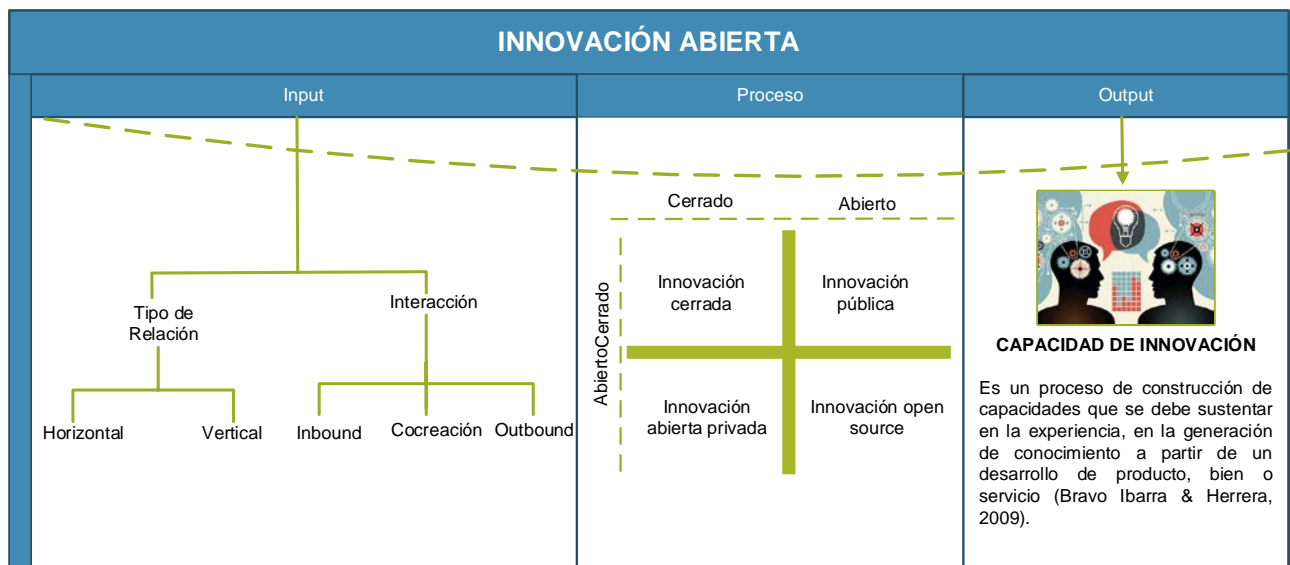 INNOVACIÓN ABIERTA
Input
Proceso
Output
Tipo de
Relación
Interacción
Horizontal
Vertical
Inbound
Cocreación
Outbound
Cerrado
Abierto
AbiertoCerrado
Innovación
cerrada
Innovación
pública
Innovación
abierta privada
Innovación open
source
CAPACIDAD DE INNOVACIÓN
Es un proceso de construcción de
capacidades que se debe sustentar
en la experiencia, en la generación
de conocimiento a partir de un
desarrollo de producto, bien o
servicio (Bravo Ibarra & Herrera,
2009).